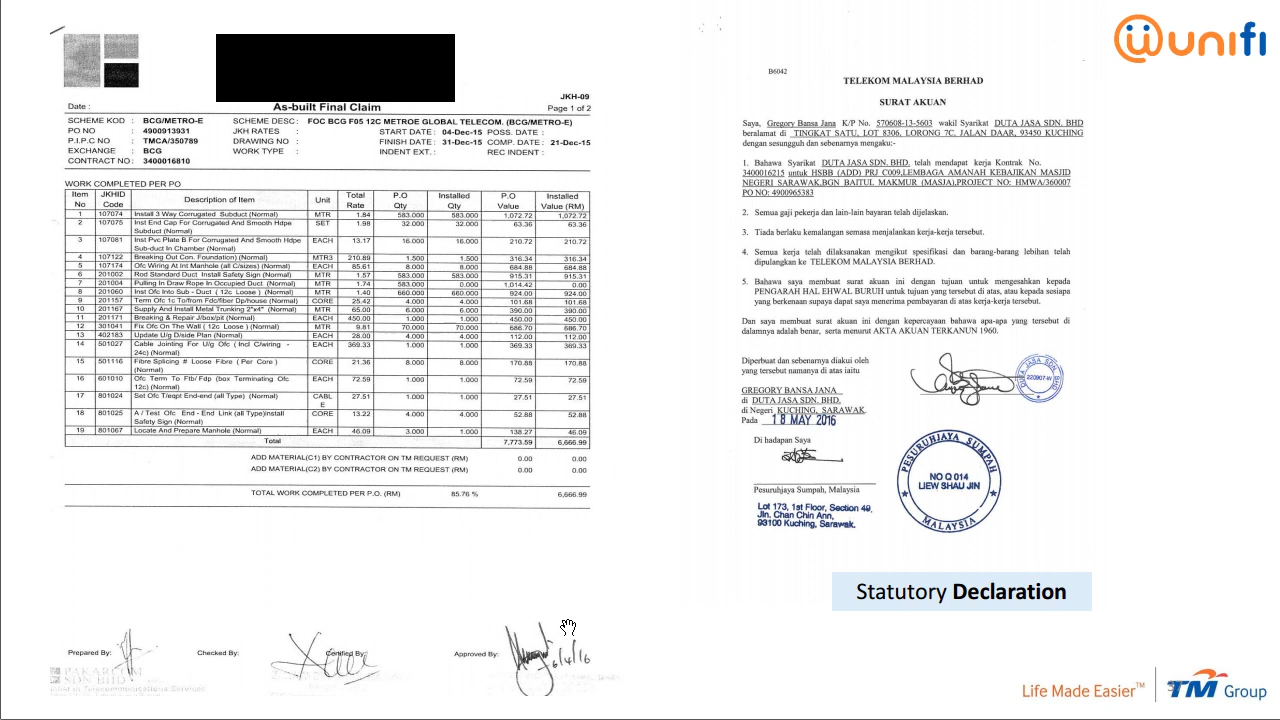 JKH-09
Date : As-built Final Claim Page 1 of 2
SCHEME KOD : BCG/METRO-E SCHEME DESC : FOC BCG F05 12C METROE GLOBAL TELECOM. (BCG/METRO-E)
PO NO : 4900913931 JKH RATES : START DATE : 04-Dec-15 POSS. DATE :
P.I.P.C NO : TMCA/350789 DRAWING NO : FINISH DATE : 31-Dec-15 COMP. DATE : 21-Dec-15
EXCHANGE : BCG WORK TYPE : INDENT EXT. : REC INDENT :
CONTRACT NO : 3400016810
WORK COMPLETED PER PO
Item No JKHID Code Description of Item Unit Total Rate P.O Qty Installed Qty P.O Value Installed Value (RM)
1 107074 Install 3 Way Corrugated Subduct (Normal) MTR 1.84 583.000 583.000 1,072.72 1,072.72
2 107075 Inst End Cap For Corrugated And Smooth Hdpe SET 1.98 32.000 32.000 63.36 63.36
Subduct (Normal)
3 107081 Inst Pvc Plate B For Corrugated And Smooth Hdpe EACH 13.17 16.000 16.000 210.72 210.72
Sub-duct In Chamber (Normal)
4 107122 Breaking Out Con. Foundation) (Normal) MTR3 210.89 1.500 1.500 316.34 316.34
5 107174 Ofc Wiring At Int Manhole (all C/sizes) (Normal) EACH 85.61 8.000 8.000 684.88 684.88
6 201002 Rod Standard Duct Install Safety Sign (Normal) MTR 1.57 583.000 583.000 915.31 915.31
7 201004 Pulling In Draw Rope In Occupied Duct (Normal) MTR 1.74 583.000 0.000 1,014.42 0.00
8 201060 Inst Ofc Into Sub - Duct ( 12c Loose ) (Normal) MTR 1.40 660.000 660.000 924.00 924.00
9 201157 Term Ofc 1c To/from Fdc/fiber Dp/house (Normal) CORE 25.42 4.000 4.000 101.68 101.68
10 201167 Supply And Install Metal Trunking 2"x4" (Normal) MTR 65.00 6.000 6.000 390.00 390.00
11 201171 Breaking & Repair J/box/pit (Normal) EACH 450.00 1.000 1.000 450.00 450.00
12 301041 Fix Ofc On The Wall ( 12c Loose ) (Normal) MTR 9.81 70.000 70.000 686.70 686.70
13 402183 Update U/g D/side Plan (Normal) EACH 28.00 4.000 4.000 112.00 112.00
14 501027 Cable Jointing For U/g Ofc ( Incl C/wiring - EACH 369.33 1.000 1.000 369.33 369.33
24c) (Normal)
15 501116 Fibre Splicing # Loose Fibre ( Per Core ) CORE 21.36 8.000 8.000 170.88 170.88
(Normal)
16 601010 Ofc Term To Ftb/ Fdp (box Terminating Ofc EACH 72.59 1.000 1.000 72.59 72.59
12c) (Normal)
17 801024 Set Ofc T/eqpt End-end (all Type) (Normal) CABL 27.51 1.000 1.000 27.51 27.51
E
18 801025 A / Test Ofc End - End Link (all Type)install CORE 13.22 4.000 4.000 52.88 52.88
Safety Sign (Normal)
19 801067 Locate And Prepare Manhole (Normal) EACH 46.09 3.000 1.000 138.27 46.09
Total 7,773.59 6,666.99
ADD MATERIAL(C1) BY CONTRACTOR ON TM REQUEST (RM) 0.00 0.00
ADD MATERIAL(C2) BY CONTRACTOR ON TM REQUEST (RM) 0.00 0.00
TOTAL WORK COMPLETED PER P.O. (RM) 85.76 % 6,666.99
Prepared By: Checked By: Certified By: Approved By:
6/4/16
PAKARCOM
SDN BHD
unifi
B6042
TELEKOM MALAYSIA BERHAD
SURAT AKUAN
Saya, Gregory Bansa Jana K/P No. 570608-13-5603 wakil Syarikat DUTA JASA SDN. BHD
beralamat di TINGKAT SATU, LOT 8306, LORONG 7C, JALAN DAAR, 93450 KUCHING
dengan sesungguh dan sebenarnya mengaku:-
1. Bahawa Syarikat DUTA JASA SDN. BHD. telah mendapat kerja Kontrak No.
3400016215 untuk HSBB (ADD) PRJ C009,LEMBAGA AMANAH KEBAJIKAN MASJID
NEGERI SARAWAK,BGN BAITUL MAKMUR (MASJA),PROJECT NO: HMWA/360007
PO NO: 4900965383
2. Semua gaji pekerja dan lain-lain bayaran telah dijelaskan.
3. Tiada berlaku kemalangan semasa menjalankan kerja-kerja tersebut.
4. Semua kerja telah dilaksanakan mengikut spesifikasi dan barang-barang lebihan telah
dipulangkan ke TELEKOM MALAYSIA BERHAD.
5. Bahawa saya membuat surat akuan ini dengan tujuan untuk mengesahkan kepada
PENGARAH HAL EHWAL BURUH untuk tujuan yang tersebut di atas, atau kepada sesiapa
yang berkenaan supaya dapat saya menerima pembayaran di atas kerja-kerja tersebut.
Dan saya membuat surat akuan ini dengan kepercayaan bahawa apa-apa yang tersebut di
dalamnya adalah benar, serta menurut AKTA AKUAN TERKANUN 1960.
Diperbuat dan sebenarnya diakui oleh
yang tersebut namanya di atas iaitu
GREGORY BANSA JANA
di DUTA JASA SDN. BHD.
di Negeri KUCHING, SARAWAK.
Pada 18 MAY 2016
DUTA JASA SDN. BHD.
220907-W
Di hadapan Saya
Pesuruhjaya Sumpah, Malaysia
Lot 173, 1st Floor, Section 49,
Jln. Chan Chin Ann,
93100 Kuching, Sarawak.
PESURUHJAYA SUMPAH
NO Q 014
LIEW SHAU JIN
MALAYSIA
Statutory Declaration
Life Made Easier™
TM Group